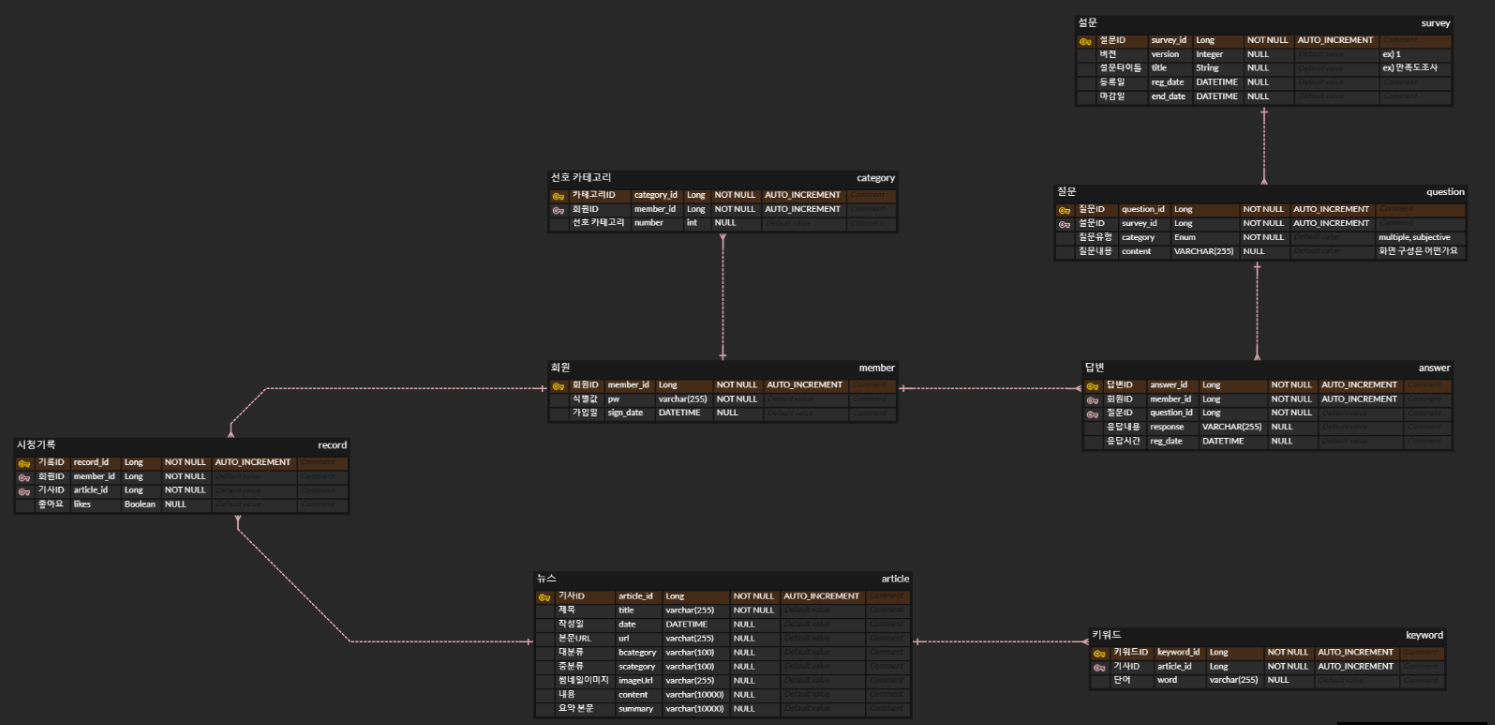 설문 survey
설문ID survey_id Long NOT NULL AUTO_INCREMENT Comment
버전 version Integer NULL Default value ex) 1
설문타이틀 title String NULL Default value ex) 만족도조사
등록일 reg_date DATETIME NULL Default value Comment
마감일 end_date DATETIME NULL Default value Comment
선호 카테고리 category
카테고리ID category_id Long NOT NULL AUTO_INCREMENT Comment
회원ID member_id Long NOT NULL AUTO_INCREMENT Comment
선호 카테고리 number int NULL Default value Comment
질문 question
질문ID question_id Long NOT NULL AUTO_INCREMENT Comment
설문ID survey_id Long NOT NULL AUTO_INCREMENT Comment
질문유형 category Enum NOT NULL Default value multiple, subjective
질문내용 content VARCHAR(255) NULL Default value 화면 구성은 어떤가요
회원 member
회원ID member_id Long NOT NULL AUTO_INCREMENT Comment
식별값 pw varchar(255) NOT NULL Default value Comment
가입일 sign_date DATETIME NULL Default value Comment
답변 answer
답변ID answer_id Long NOT NULL AUTO_INCREMENT Comment
회원ID member_id Long NOT NULL AUTO_INCREMENT Comment
질문ID question_id Long NOT NULL Default value Comment
응답내용 response VARCHAR(255) NULL Default value Comment
응답시간 reg_date DATETIME NULL Default value Comment
시청기록 record
기록ID record_id Long NOT NULL AUTO_INCREMENT Comment
회원ID member_id Long NOT NULL Default value Comment
기사ID article_id Long NOT NULL Default value Comment
좋아요 likes Boolean NULL Default value Comment
뉴스 article
기사ID article_id Long NOT NULL AUTO_INCREMENT Comment
제목 title varchar(255) NOT NULL Default value Comment
작성일 date DATETIME NULL Default value Comment
본문URL url varchat(255) NULL Default value Comment
대분류 bcategory varchar(100) NULL Default value Comment
중분류 scategory varchar(100) NULL Default value Comment
썸네일이미지 imageUrl varchar(255) NULL Default value Comment
내용 content varchar(10000) NULL Default value Comment
요약 본문 summary varchar(10000) NULL Default value Comment
키워드 keyword
키워드ID keyword_id Long NOT NULL AUTO_INCREMENT Comment
기사ID article_id Long NOT NULL AUTO_INCREMENT Comment
단어 word varchar(255) NULL Default value Comment